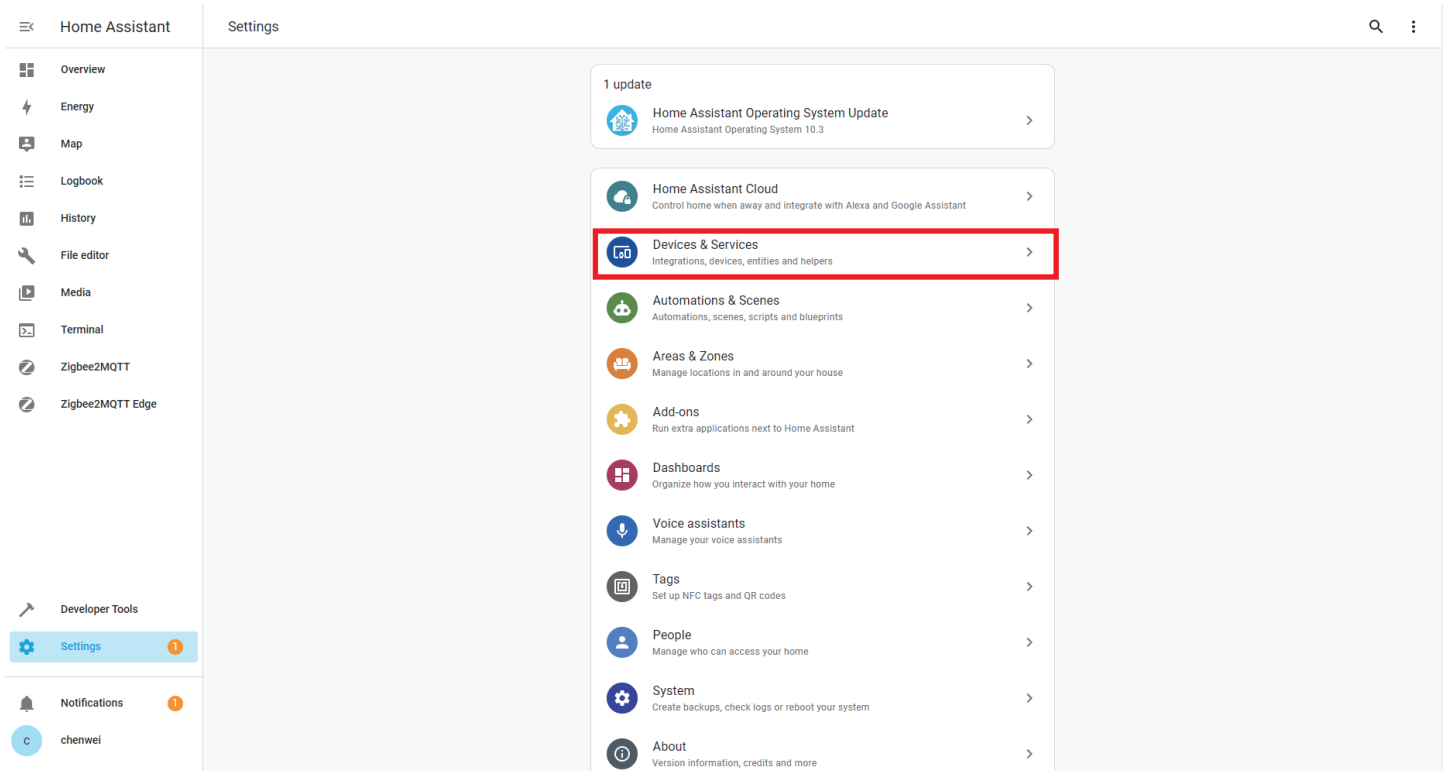 Home Assistant
Settings
Overview
Energy
Map
Logbook
History
File editor
Media
Terminal
Zigbee2MQTT
Zigbee2MQTT Edge
Developer Tools
Settings 1
Notifications 1
c chenwei
1 update
Home Assistant Operating System Update
Home Assistant Operating System 10.3
Home Assistant Cloud
Control home when away and integrate with Alexa and Google Assistant
Devices & Services
Integrations, devices, entities and helpers
Automations & Scenes
Automations, scenes, scripts and blueprints
Areas & Zones
Manage locations in and around your house
Add-ons
Run extra applications next to Home Assistant
Dashboards
Organize how you interact with your home
Voice assistants
Manage your voice assistants
Tags
Set up NFC tags and QR codes
People
Manage who can access your home
System
Create backups, check logs or reboot your system
About
Version information, credits and more